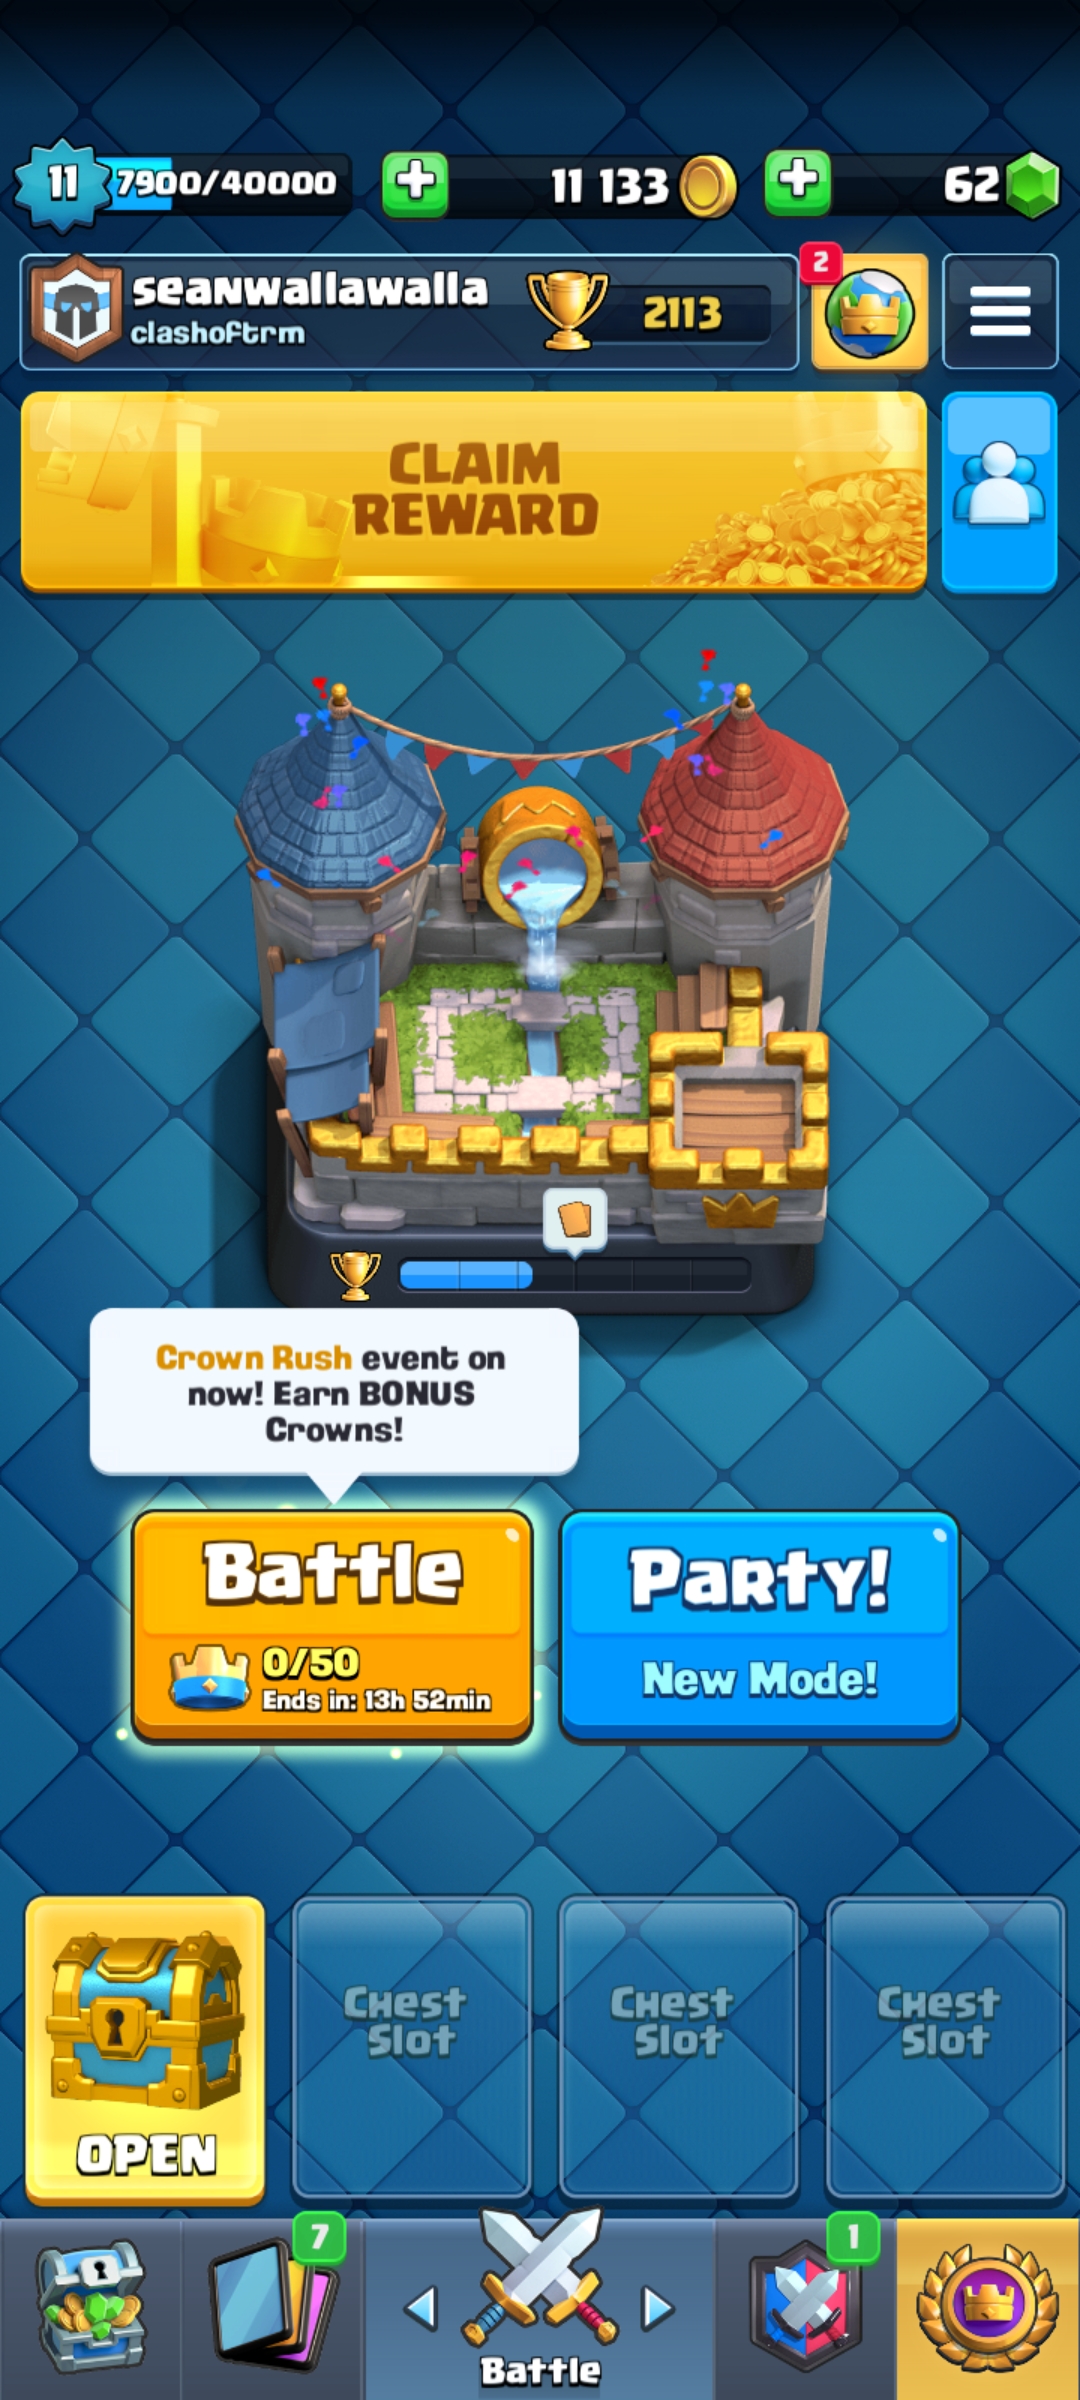 11
7900/40000
11 133
62
seanwallawalla
clashoftrm
2113
2
CLAIM
REWARD
Crown Rush event on
now! Earn BONUS
Crowns!
Battle
0/50
Ends in: 13h 52min
Party!
New Mode!
OPEN
Chest
Slot
Chest
Slot
Chest
Slot
7
1
Battle